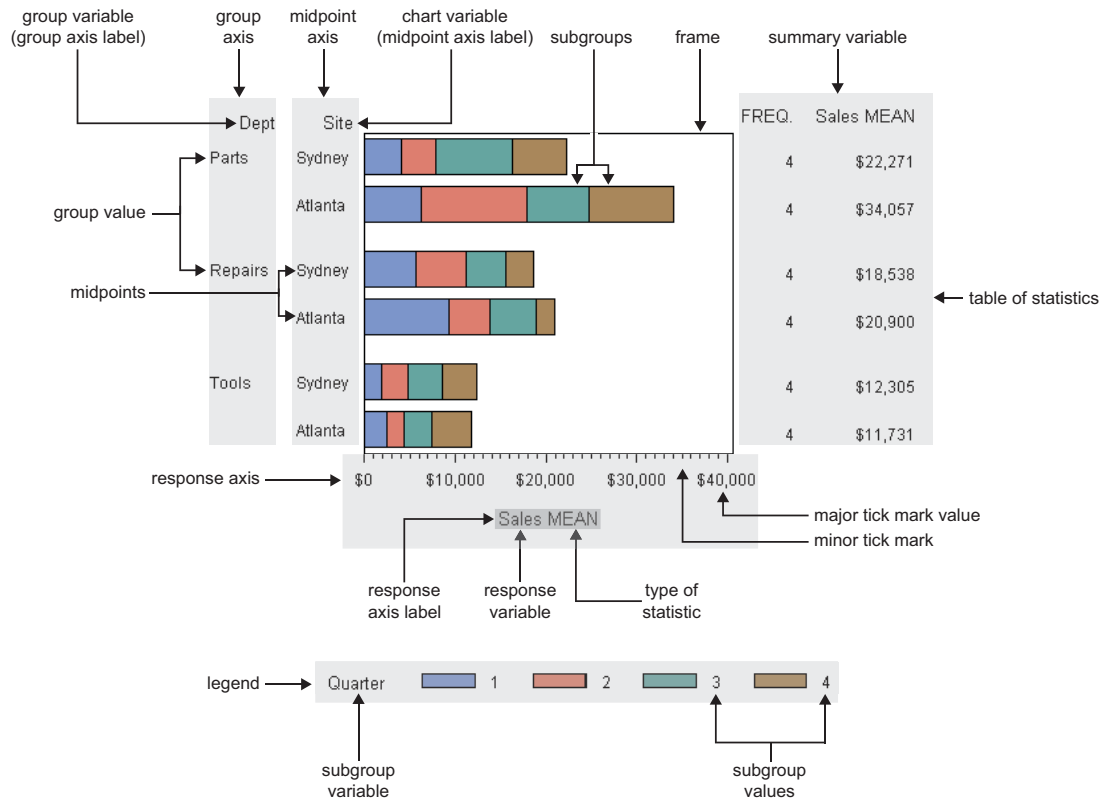 group variable
(group axis label)
group
axis
midpoint
axis
chart variable
(midpoint axis label)
subgroups
frame
summary variable
Dept
Site
FREQ. Sales MEAN
Parts
Sydney
4 $22,271
Atlanta
4 $34,057
group value
Repairs
Sydney
4 $18,538
midpoints
table of statistics
Atlanta
4 $20,900
Tools
Sydney
4 $12,305
Atlanta
4 $11,731
response axis
$0 $10,000 $20,000 $30,000 $40,000
Sales MEAN
major tick mark value
minor tick mark
response
axis label
response
variable
type of
statistic
legend
Quarter 1 2 3 4
subgroup
variable
subgroup
values